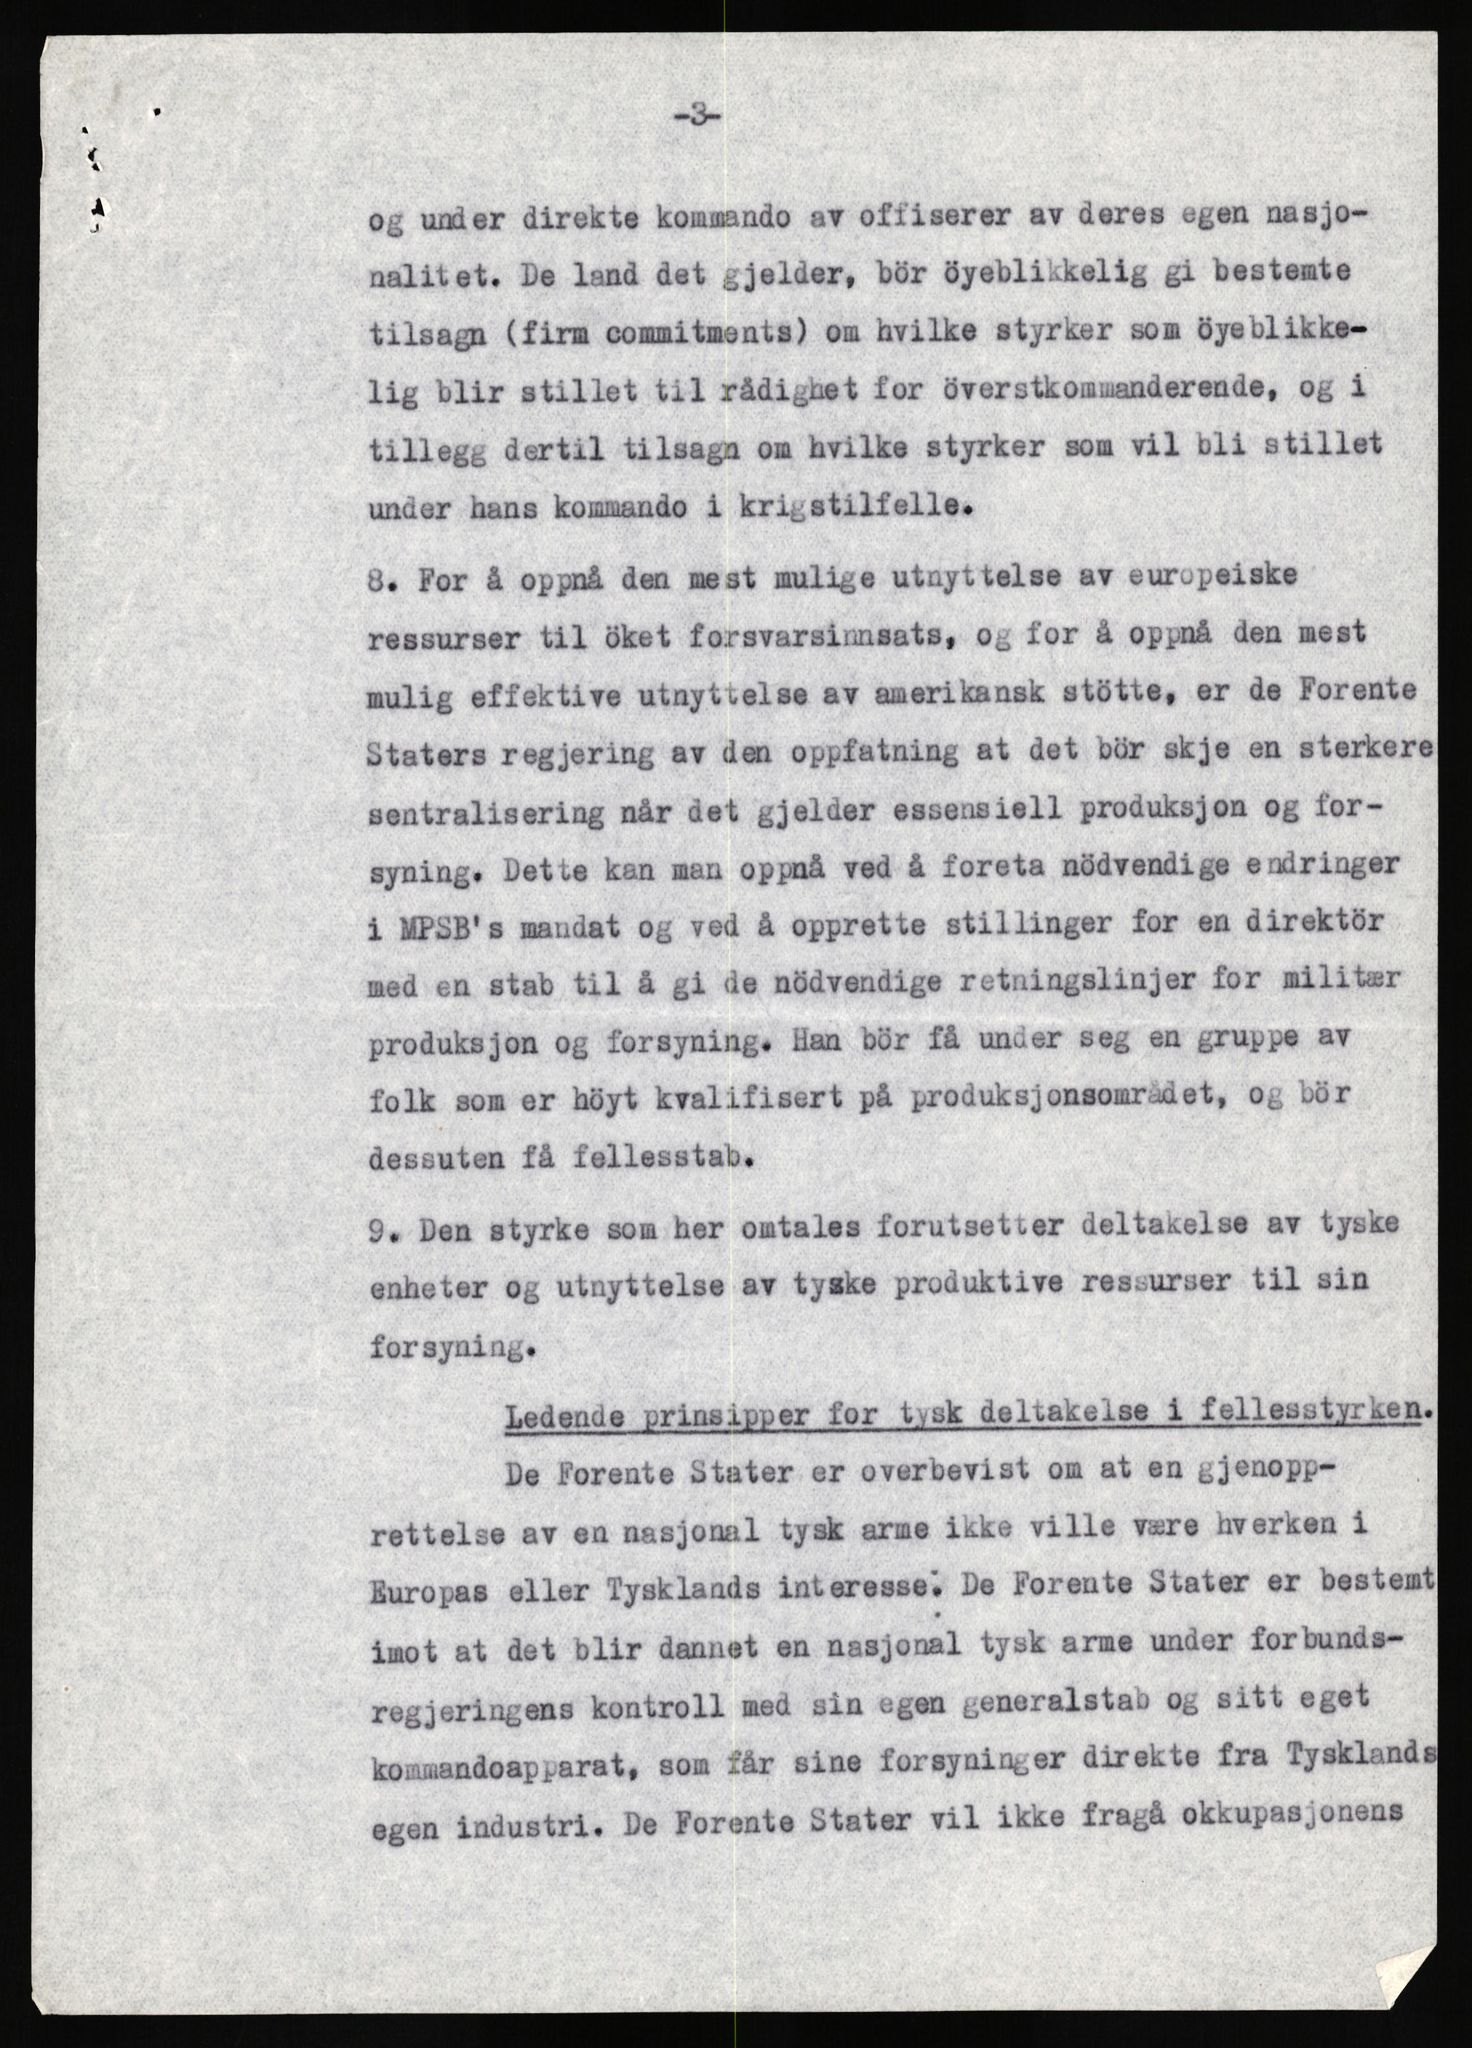 -3-
og under direkte kommando av offiserer av deres egen nasjo-
nalitet. De land det gjelder, bör öyeblikkelig gi bestemte
tilsagn (firm commitments) om hvilke styrker som öyeblikke-
lig blir stillet til rådighet for överstkommanderende, og i
tillegg dertil tilsagn om hvilke styrker som vil bli stillet
under hans kommando i krigstilfelle.
8. For å oppnå den mest mulige utnyttelse av europeiske
ressurser til öket forsvarsinnsats, og for å oppnå den mest
mulig effektive utnyttelse av amerikansk stötte, er de Forente
Staters regjering av den oppfatning at det bör skje en sterkere
sentralisering når det gjelder essensiell produksjon og for-
syning. Dette kan man oppnå ved å foreta nödvendige endringer
i MPSB's mandat og ved å opprette stillinger for en direktör
med en stab til å gi de nödvendige retningslinjer for militær
produksjon og forsyning. Han bör få under seg en gruppe av
folk som er höyt kvalifisert på produksjonsområdet, og bör
dessuten få fellesstab.
9. Den styrke som her omtales forutsetter deltakelse av tyske
enheter og utnyttelse av tyske produktive ressurser til sin
forsyning.
Ledende prinsipper for tysk deltakelse i fellesstyrken.
De Forente Stater er overbevist om at en gjenopp-
rettelse av en nasjonal tysk arme ikke ville være hverken i
Europas eller Tysklands interesse. De Forente Stater er bestemt
imot at det blir dannet en nasjonal tysk arme under forbunds-
regjeringens kontroll med sin egen generalstab og sitt eget
kommandoapparat, som får sine forsyninger direkte fra Tysklands
egen industri. De Forente Stater vil ikke fragå okkupasjonens